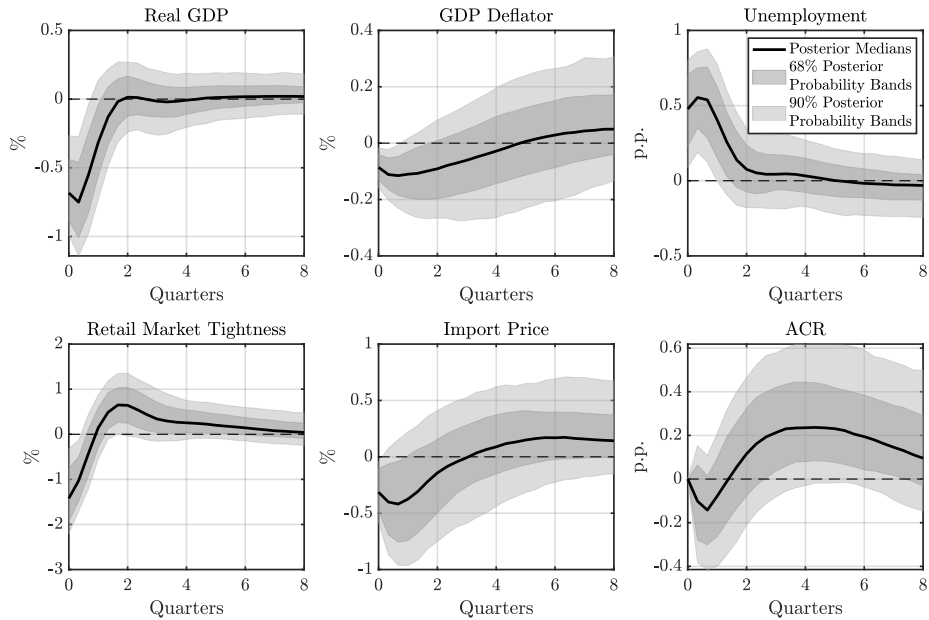 Real GDP
0.5
0
-0.5
-1
%
0 2 4 6 8
Quarters
GDP Deflator
0.4
0.2
0
0.2
0.4
%
0 2 4 6 8
Quarters
Unemployment
1
0.5
0
0.5
p.p.
0 2 4 6 8
Quarters
Posterior Medians
68% Posterior
Probability Bands
90% Posterior
Probability Bands
Retail Market Tightness
2
1
0
-1
-2
-3
%
0 2 4 6 8
Quarters
Import Price
1
0.5
0
-0.5
1
%
0 2 4 6 8
Quarters
ACR
0.6
0.4
0.2
0
-0.2
-0.4
p.p.
0 2 4 6 8
Quarters